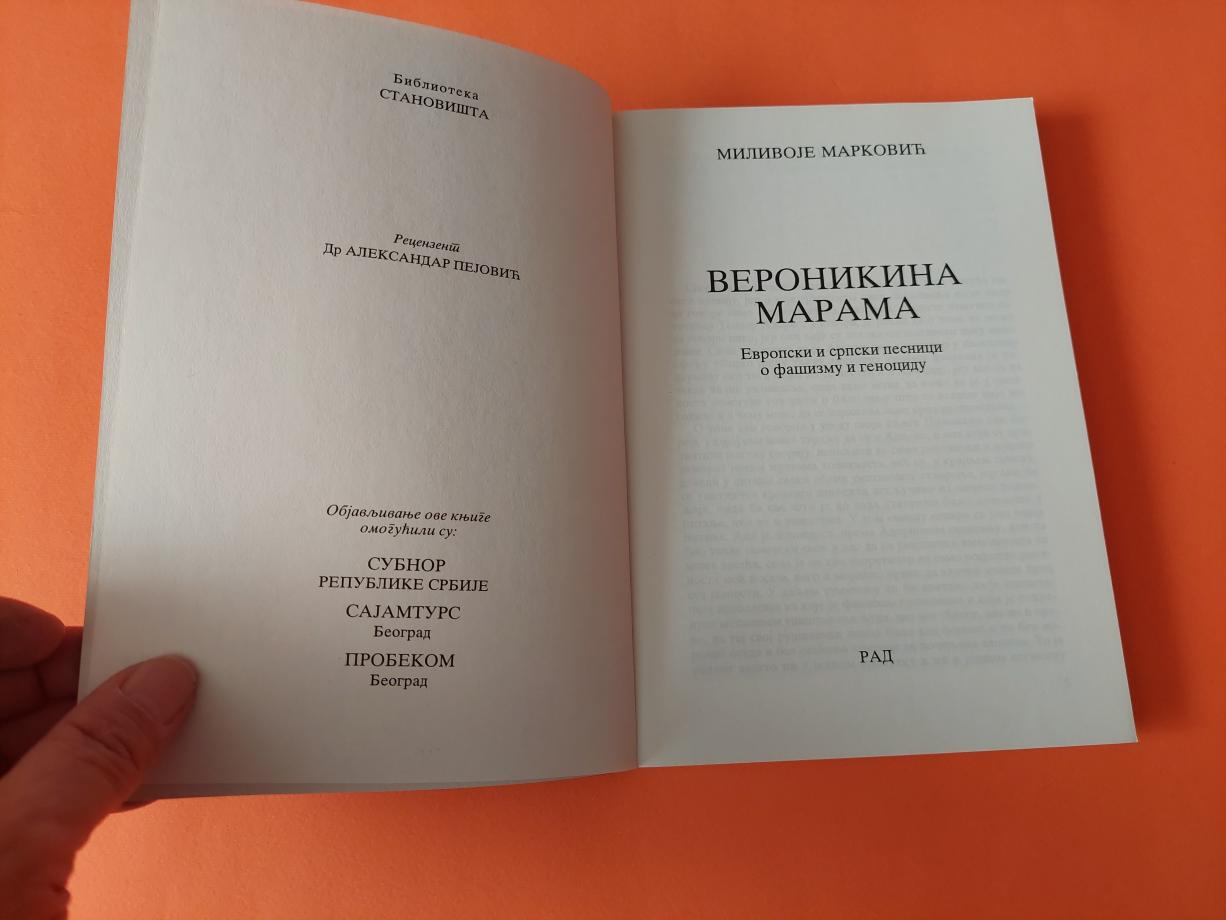 Библиотека
СТАНОВИШТА
Рецензент
Др АЛЕКСАНДАР ПЕЈОВИЋ
Објављивање ове књиге
омогућили су:
СУБНОР
РЕПУБЛИКЕ СРБИЈЕ
САЈАМТУРС
Београд
ПРОБЕКОМ
Београд
МИЛИВОЈЕ МАРКОВИЋ
ВЕРОНИКИНА
МАРАМА
Европски и српски песници
о фашизму и геноциду
РАД